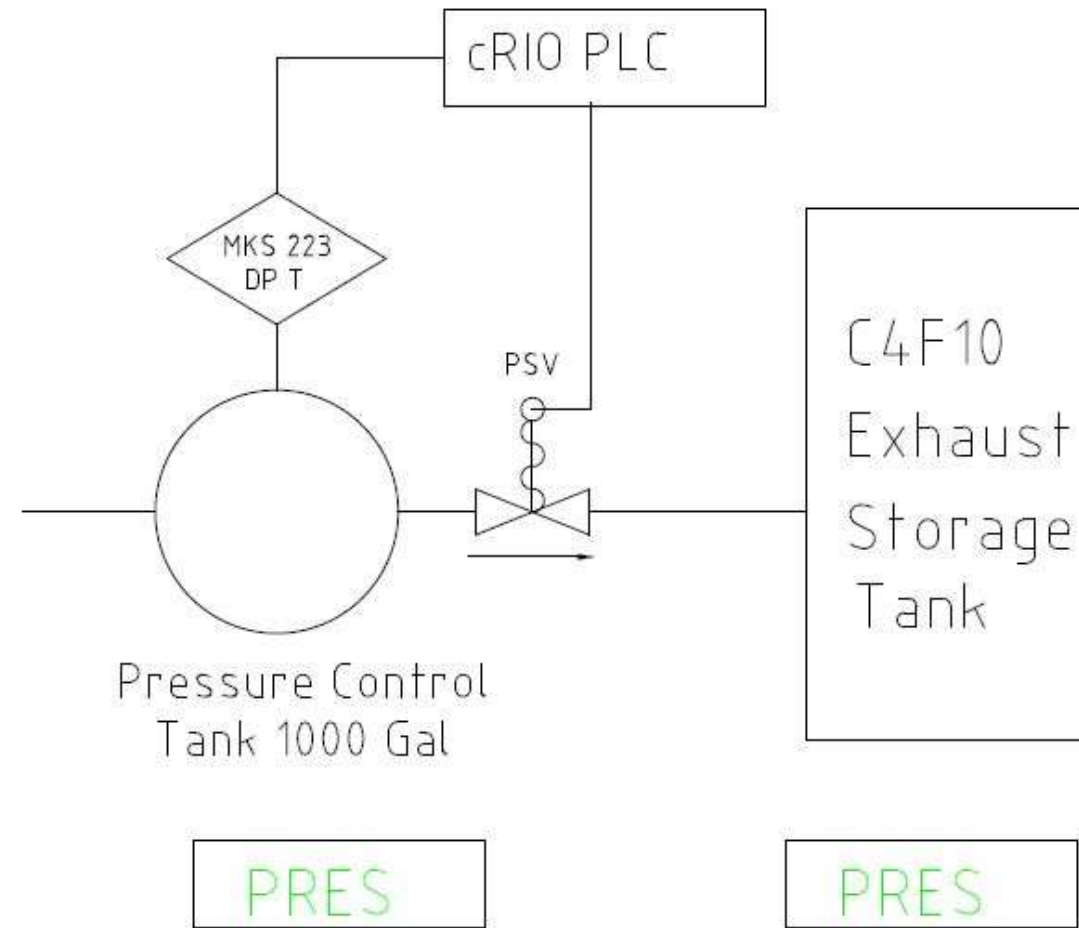 cRIO PLC
MKS 223
DP T
PSV
C4F10
Exhaust
Storage
Tank
Pressure Control
Tank 1000 Gal
PRES
PRES